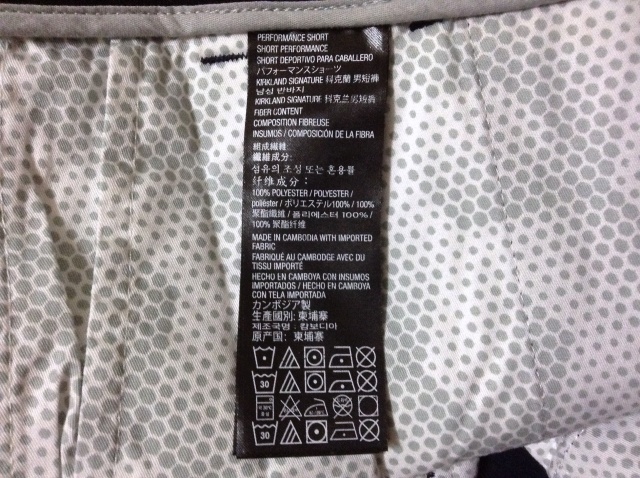 PERFORMANCE SHORT
SHORT PERFORMANCE
SHORT DEPORTIVO PARA CABALLERO
パフォーマンスショーツ
KIRKLAND SIGNATURE 科克蘭 男短褲
남성 반바지
KIRKLAND SIGNATURE 科克兰男短裤
FIBER CONTENT
COMPOSITION FIBREUSE
INSUMOS / COMPOSICIÓN DE LA FIBRA
組成繊維:
纖維成分:
섬유의 조성 또는 혼용률
纤维成分:
100% POLYESTER / POLYESTER /
poliéster / ポリエステル100% / 100%
聚酯纖維 / 폴리에스터 100% /
100% 聚酯纤维
MADE IN CAMBODIA WITH IMPORTED
FABRIC
FABRIQUÉ AU CAMBODGE AVEC DU
TISSU IMPORTÉ
HECHO EN CAMBOYA CON INSUMOS
IMPORTADOS / HECHO EN CAMBOYA
CON TELA IMPORTADA
カンボジア製
生產國別: 柬埔寨
제조국명 : 캄보디아
原产国: 柬埔寨
30
30